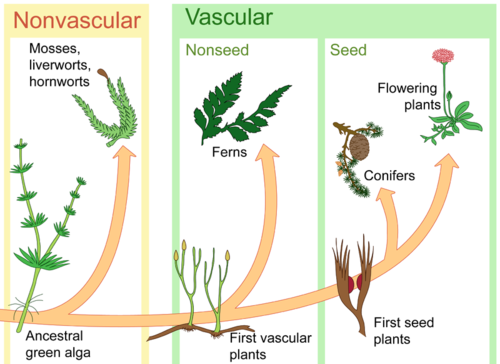 Nonvascular
Vascular
Mosses,
liverworts,
hornworts
Nonseed
Seed
Ferns
Flowering
plants
Conifers
Ancestral
green alga
First vascular
plants
First seed
plants